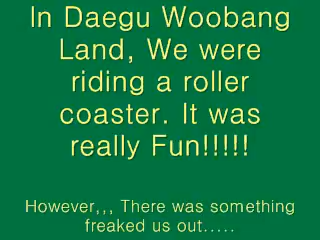 In Daegu Woobang
Land, We were
riding a roller
coaster. It was
really Fun!!!!!
However,,, There was something
freaked us out.....